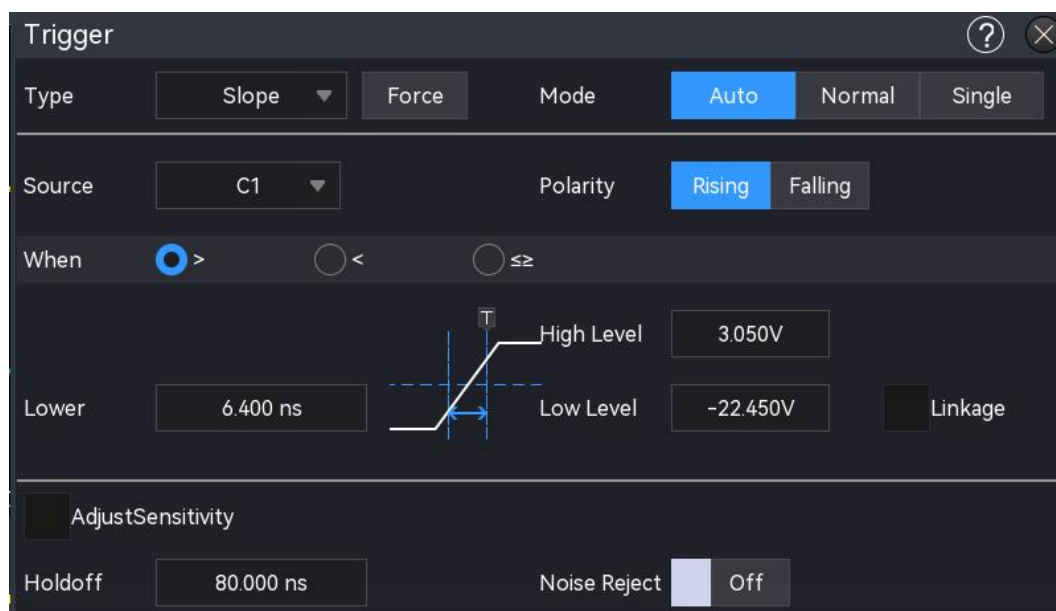 Trigger ?
Type Slope Force Mode Auto Normal Single
Source C1 Polarity Rising Falling
When > < ≤≥
T
High Level 3.050V
Lower 6.400 ns Low Level -22.450V Linkage
AdjustSensitivity
Holdoff 80.000 ns Noise Reject Off